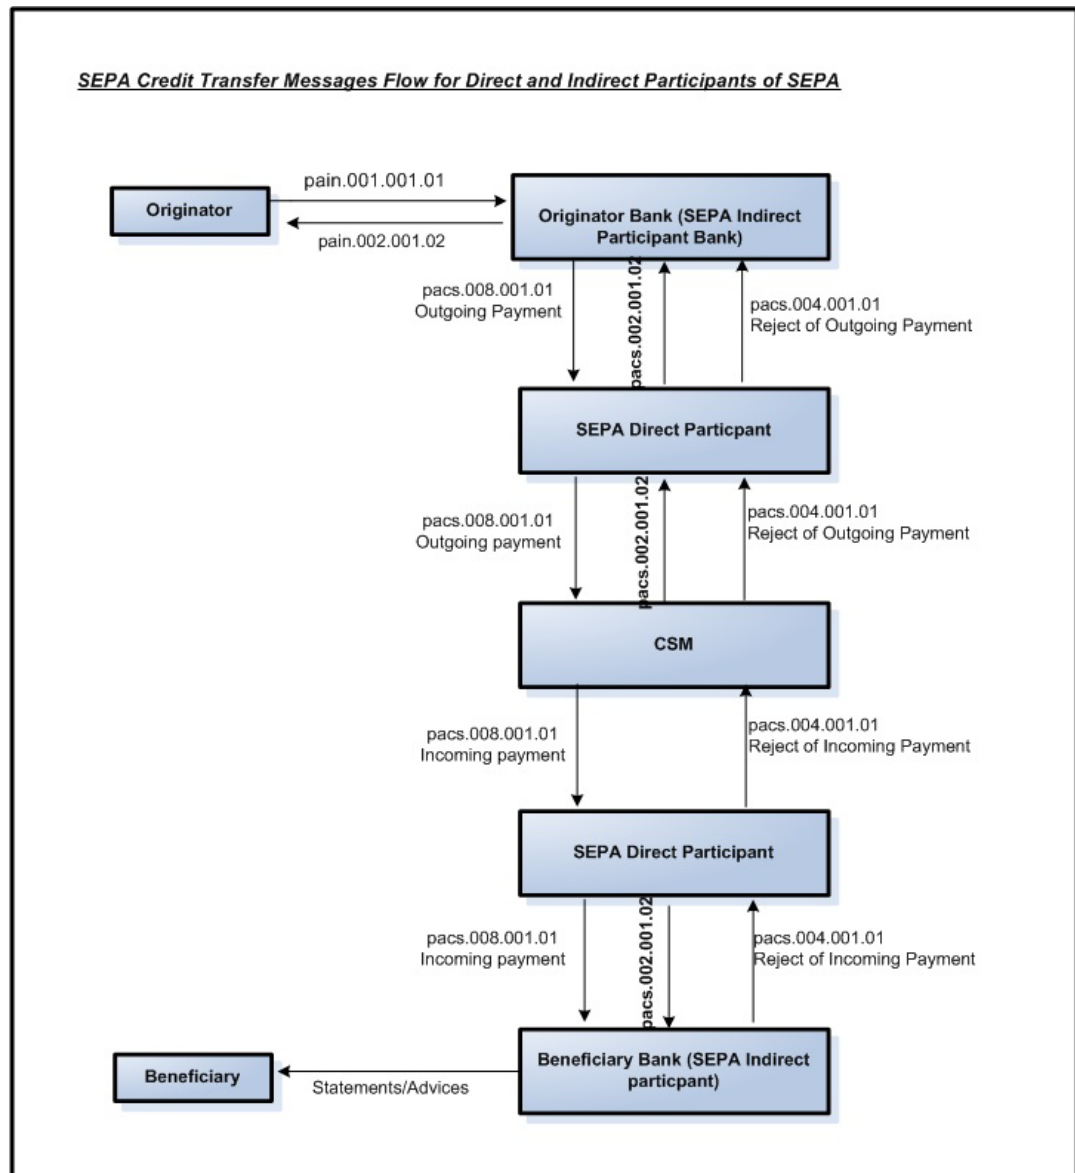 SEPA Credit Transfer Messages Flow for Direct and Indirect Participants of SEPA
pain.001.001.01
Originator
Originator Bank (SEPA Indirect
Participant Bank)
pain.002.001.02
pacs.008.001.01
Outgoing Payment
pacs.002.001.02
pacs.004.001.01
Reject of Outgoing Payment
SEPA Direct Particpant
pacs.008.001.01
Outgoing payment
pacs.002.001.02
pacs.004.001.01
Reject of Outgoing Payment
CSM
pacs.008.001.01
Incoming payment
pacs.004.001.01
Reject of Incoming Payment
SEPA Direct Participant
pacs.008.001.01
Incoming payment
pacs.002.001.02
pacs.004.001.01
Reject of Incoming Payment
Beneficiary Bank (SEPA Indirect
particpant)
Beneficiary
Statements/Advices